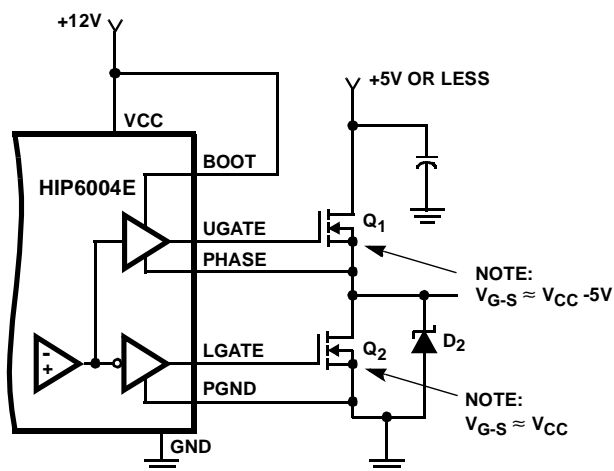 +12V
+5V OR LESS
VCC
BOOT
HIP6004E
UGATE
Q1
PHASE
NOTE:
VG-S ≈ VCC -5V
- +
LGATE
Q2
D2
PGND
NOTE:
VG-S ≈ VCC
GND